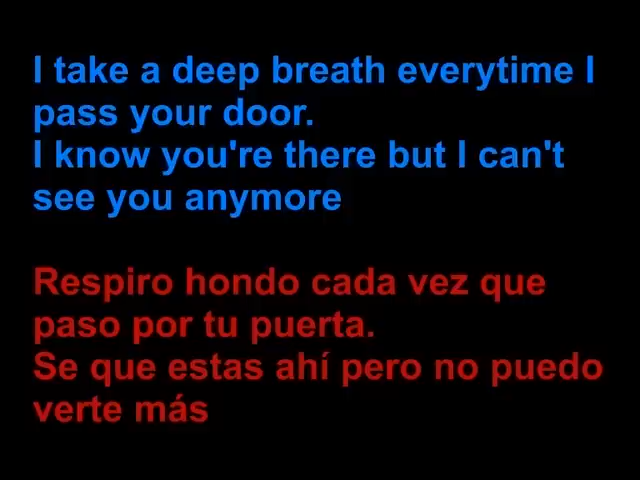 I take a deep breath everytime I
pass your door.
I know you're there but I can't
see you anymore
Respiro hondo cada vez que
paso por tu puerta.
Se que estas ahí pero no puedo
verte más